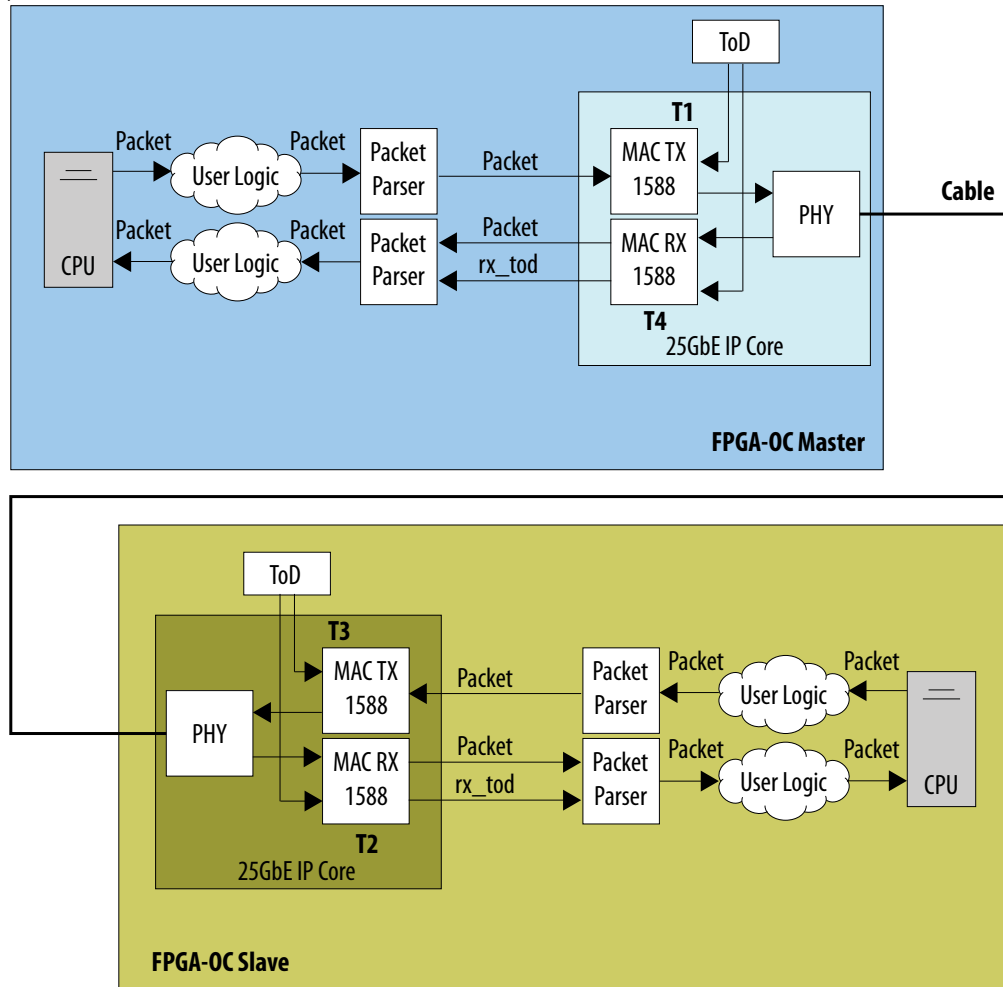 ToD
T1
Packet
Packet
Packet
User Logic
Packet
Parser
MAC TX
1588
PHY
Cable
Packet
Packet
Packet
CPU
User Logic
Packet
Parser
rx_tod
MAC RX
1588
T4
25GbE IP Core
FPGA-OC Master
ToD
T3
MAC TX
1588
Packet
Packet
Parser
Packet
User Logic
Packet
PHY
MAC RX
1588
Packet
rx_tod
Packet
Parser
Packet
User Logic
Packet
CPU
T2
25GbE IP Core
FPGA-OC Slave